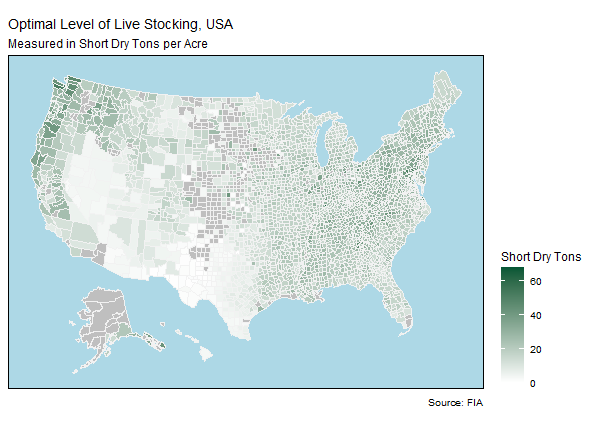 Optimal Level of Live Stocking, USA
Measured in Short Dry Tons per Acre
Short Dry Tons
60
40
20
0
Source: FIA